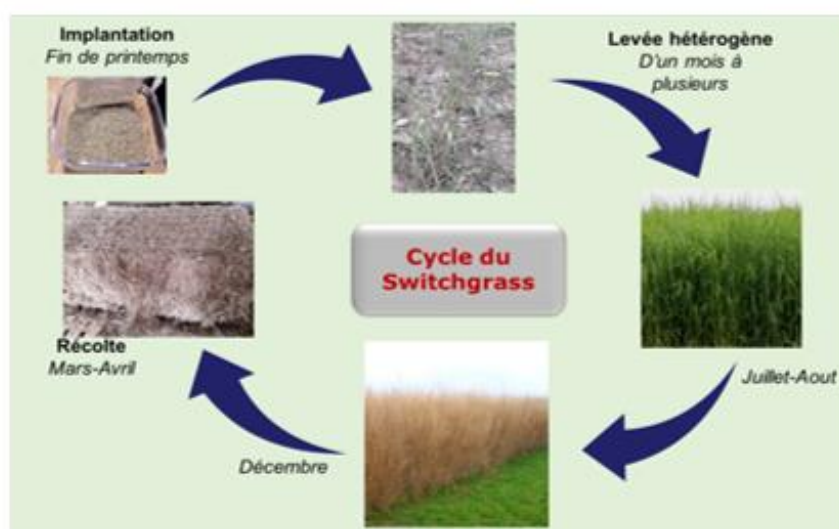 Implantation
Fin de printemps
Levée hétérogène
D'un mois à
plusieurs
Cycle du
Switchgrass
Récolte
Mars-Avril
Juillet-Aout
Décembre